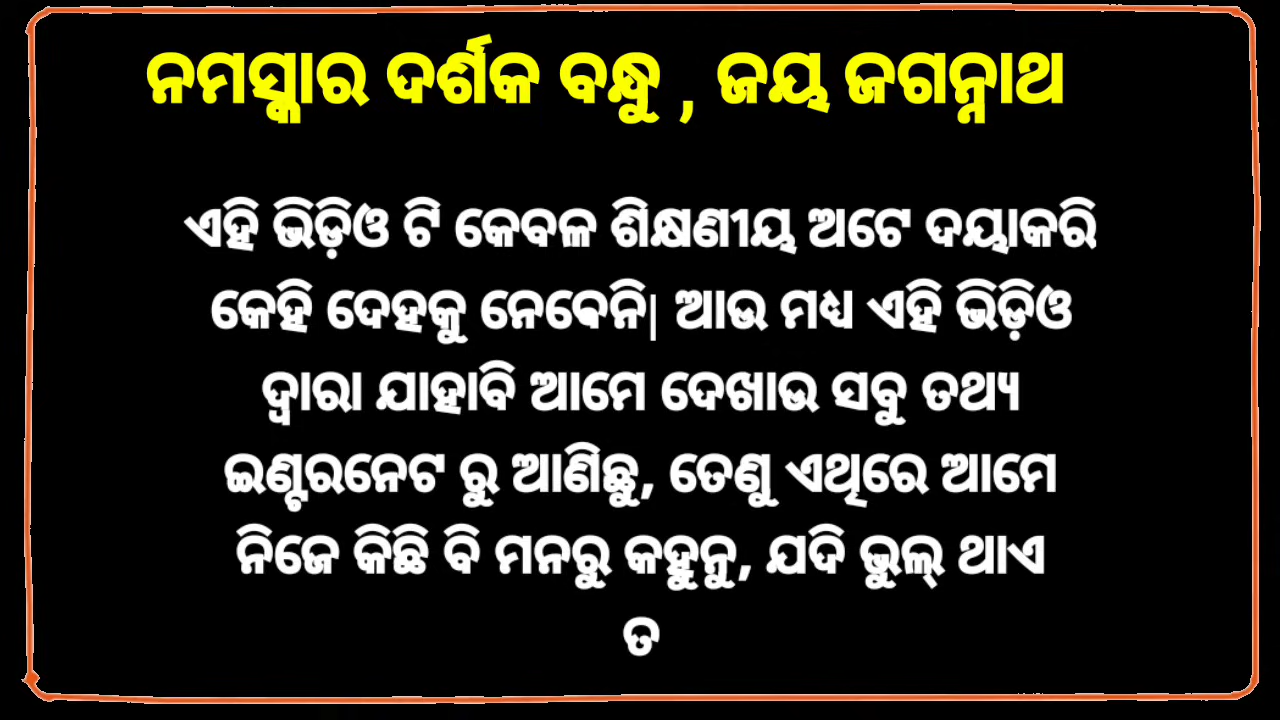 ନମସ୍କାର ଦର୍ଶକ ବନ୍ଧୁ , ଜୟ ଜଗନ୍ନାଥ
ଏହି ଭିଡ଼ିଓ ଟି କେବଳ ଶିକ୍ଷଣୀୟ ଅଟେ ଦୟାକରି
କେହି ଦେହକୁ ନେବେନି| ଆଉ ମଧ୍ୟ ଏହି ଭିଡ଼ିଓ
ଦ୍ୱାରା ଯାହାବି ଆମେ ଦେଖାଉ ସବୁ ତଥ୍ୟ
ଇଣ୍ଟରନେଟ ରୁ ଆଣିଛୁ, ତେଣୁ ଏଥିରେ ଆମେ
ନିଜେ କିଛି ବି ମନରୁ କହୁନୁ, ଯଦି ଭୁଲ୍ ଥାଏ
ତ